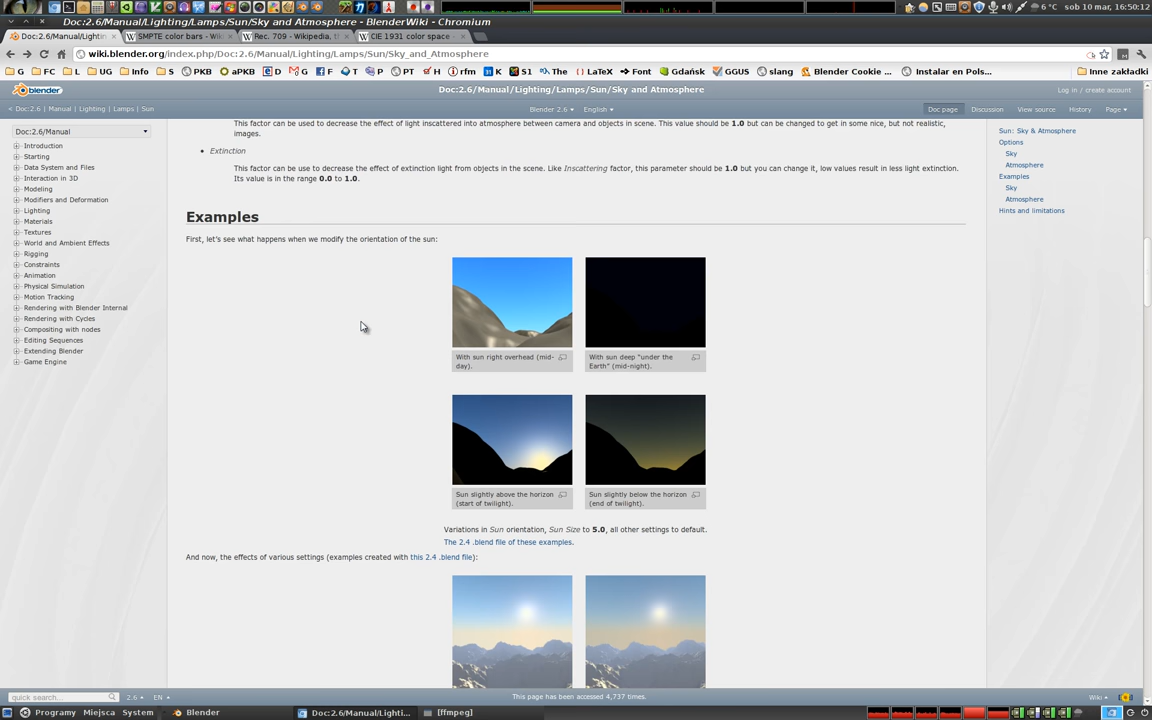 Doc:2.6/Manual/Lighting/Lamps/Sun/Sky and Atmosphere - BlenderWiki - Chromium
6 °C sob 10 mar, 16:50:12
Doc:2.6/Manual/Lightin
SMPTE color bars - Wiki
Rec. 709 - Wikipedia, t
CIE 1931 color space -
wiki.blender.org/index.php/Doc:2.6/Manual/Lighting/Lamps/Sun/Sky_and_Atmosphere
G FC L UG Info S PKB aPKB D G F T P PT H rfm K S1 The LaTeX Font Gdańsk GGUS slang Blender Cookie ... Instalar en Pols... Inne zakładki
blender
Doc:2.6/Manual/Lighting/Lamps/Sun/Sky and Atmosphere
Log in / create account
< Doc:2.6 | Manual | Lighting | Lamps | Sun
Blender 2.6 English
Doc page Discussion View source History Page
Doc:2.6/Manual
Introduction
Starting
Data System and Files
Interaction in 3D
Modeling
Modifiers and Deformation
Lighting
Materials
Textures
World and Ambient Effects
Rigging
Constraints
Animation
Physical Simulation
Motion Tracking
Rendering with Blender Internal
Rendering with Cycles
Compositing with nodes
Editing Sequences
Extending Blender
Game Engine
This factor can be used to decrease the effect of light inscattered into atmosphere between camera and objects in scene. This value should be 1.0 but can be changed to get in some nice, but not realistic,
images.
• Extinction
This factor can be use to decrease the effect of extinction light from objects in the scene. Like Inscattering factor, this parameter should be 1.0 but you can change it, low values result in less light extinction.
Its value is in the range 0.0 to 1.0.
Examples
First, let's see what happens when we modify the orientation of the sun:
With sun right overhead (mid-
day).
With sun deep "under the
Earth" (mid-night).
Sun slightly above the horizon
(start of twilight).
Sun slightly below the horizon
(end of twilight).
Variations in Sun orientation, Sun Size to 5.0, all other settings to default.
The 2.4 .blend file of these examples.
And now, the effects of various settings (examples created with this 2.4 .blend file):
Sun: Sky & Atmosphere
Options
Sky
Atmosphere
Examples
Sky
Atmosphere
Hints and limitations
quick search...
2.6 EN
This page has been accessed 4,737 times.
Wiki
Programy Miejsca System
Blender
Doc:2.6/Manual/Lighti...
[ffmpeg]